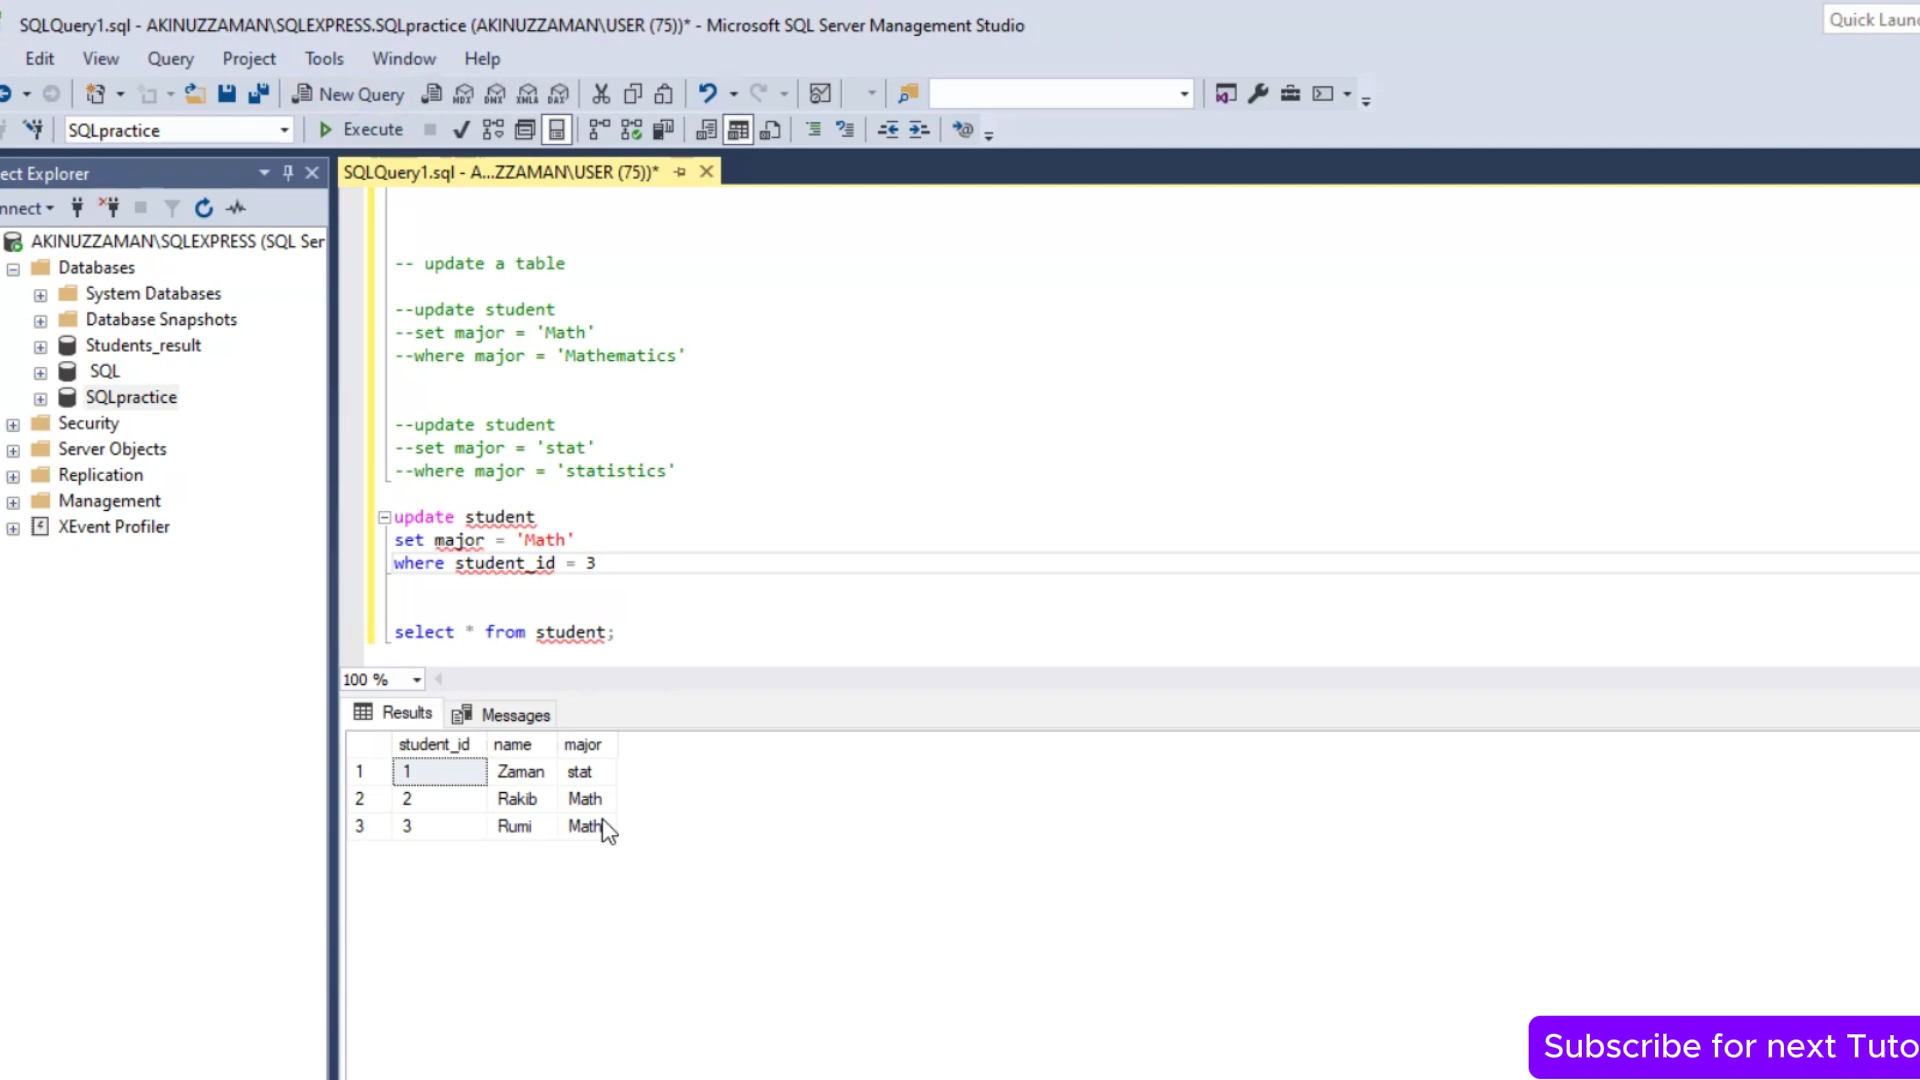 SQLQuery1.sql - AKINUZZAMAN\SQLEXPRESS.SQLpractice (AKINUZZAMAN\USER (75))* - Microsoft SQL Server Management Studio
Quick Laun
Edit View Query Project Tools Window Help
New Query MDX DMX XMLA DAX
SQLpractice Execute
ect Explorer
nnect
AKINUZZAMAN\SQLEXPRESS (SQL Ser
Databases
System Databases
Database Snapshots
Students_result
SQL
SQLpractice
Security
Server Objects
Replication
Management
XEvent Profiler
SQLQuery1.sql - A...ZZAMAN\USER (75))*
-- update a table
--update student
--set major = 'Math'
--where major = 'Mathematics'
--update student
--set major = 'stat'
--where major = 'statistics'
update student
set major = 'Math'
where student_id = 3
select * from student;
100 %
Results Messages
student_id name major
1 1 Zaman stat
2 2 Rakib Math
3 3 Rumi Math
Subscribe for next Tuto